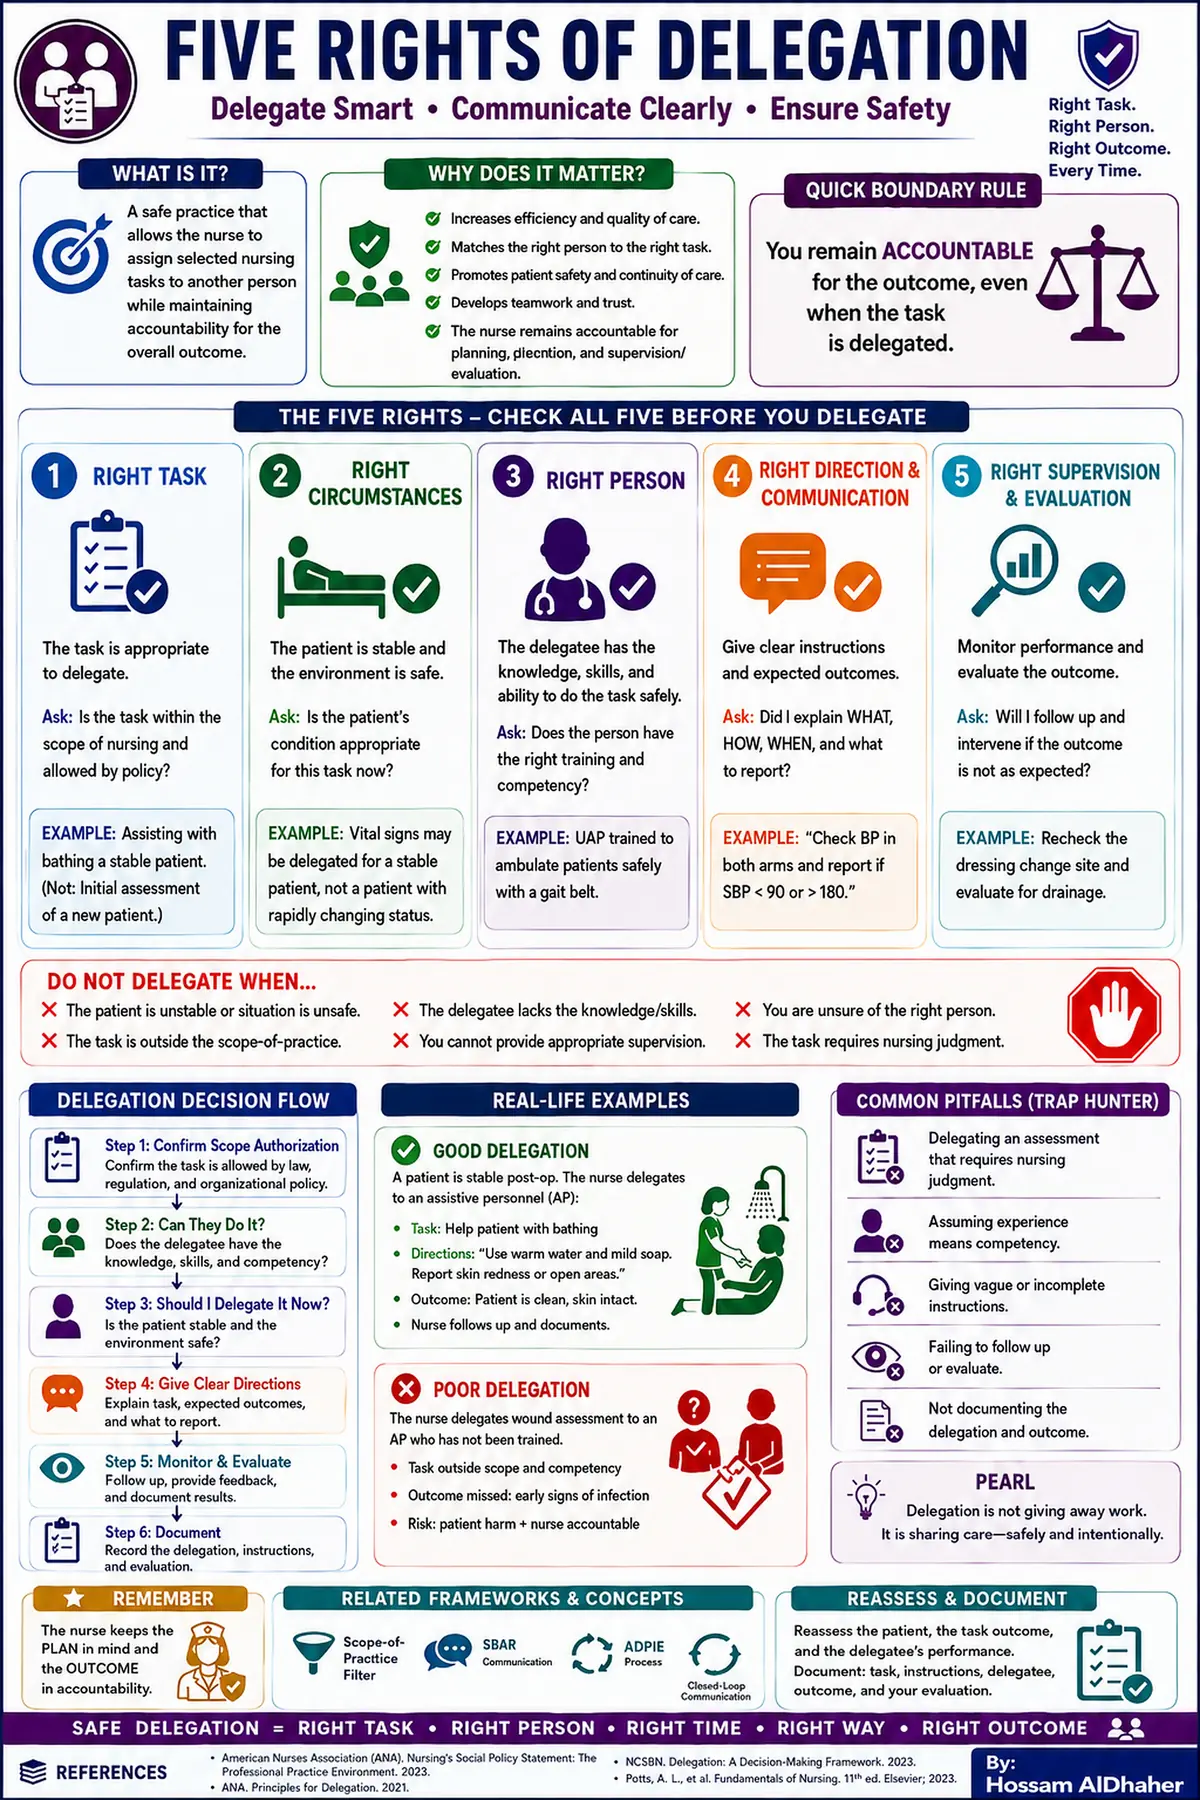 FIVE RIGHTS OF DELEGATION
Delegate Smart • Communicate Clearly • Ensure Safety
Right Task.
Right Person.
Right Outcome.
Every Time.
WHAT IS IT?
A safe practice that
allows the nurse to
assign selected nursing
tasks to another person
while maintaining
accountability for the
overall outcome.
WHY DOES IT MATTER?
Increases efficiency and quality of care.
Matches the right person to the right task.
Promotes patient safety and continuity of care.
Develops teamwork and trust.
The nurse remains accountable for
planning, and supervision/
evaluation.
QUICK BOUNDARY RULE
You remain ACCOUNTABLE
for the outcome, even
when the task
is delegated.
THE FIVE RIGHTS – CHECK ALL FIVE BEFORE YOU DELEGATE
1 RIGHT TASK
The task is appropriate
to delegate.
Ask: Is the task within the
scope of nursing and
allowed by policy?
EXAMPLE: Assisting with
bathing a stable patient.
(Not: Initial assessment
of a new patient.)
2 RIGHT
CIRCUMSTANCES
The patient is stable and
the environment is safe.
Ask: Is the patient's
condition appropriate
for this task now?
EXAMPLE: Vital signs may
be delegated for a stable
patient, not a patient with
rapidly changing status.
3 RIGHT PERSON
The delegatee has the
knowledge, skills, and
ability to do the task safely.
Ask: Does the person have
the right training and
competency?
EXAMPLE: UAP trained to
ambulate patients safely
with a gait belt.
4 RIGHT DIRECTION &
COMMUNICATION
Give clear instructions
and expected outcomes.
Ask: Did I explain WHAT,
HOW, WHEN, and what
to report?
EXAMPLE: “Check BP in
both arms and report if
SBP < 90 or > 180.”
5 RIGHT SUPERVISION
& EVALUATION
Monitor performance and
evaluate the outcome.
Ask: Will I follow up and
intervene if the outcome
is not as expected?
EXAMPLE: Recheck the
dressing change site and
evaluate for drainage.
DO NOT DELEGATE WHEN...
The patient is unstable or situation is unsafe.
The delegatee lacks the knowledge/skills.
You are unsure of the right person.
The task is outside the scope-of-practice.
You cannot provide appropriate supervision.
The task requires nursing judgment.
DELEGATION DECISION FLOW
Step 1: Confirm Scope Authorization
Confirm the task is allowed by law,
regulation, and organizational policy.
Step 2: Can They Do It?
Does the delegatee have the
knowledge, skills, and competency?
Step 3: Should I Delegate It Now?
Is the patient stable and the
environment safe?
Step 4: Give Clear Directions
Explain task, expected outcomes,
and what to report.
Step 5: Monitor & Evaluate
Follow up, provide feedback,
and document results.
Step 6: Document
Record the delegation, instructions,
and evaluation.
REAL-LIFE EXAMPLES
GOOD DELEGATION
A patient is stable post-op. The nurse delegates
to an assistive personnel (AP):
• Task: Help patient with bathing
• Directions: “Use warm water and mild soap.
Report skin redness or open areas.”
• Outcome: Patient is clean, skin intact.
• Nurse follows up and documents.
POOR DELEGATION
The nurse delegates wound assessment to an
AP who has not been trained.
• Task outside scope and competency
• Outcome missed: early signs of infection
• Risk: patient harm + nurse accountable
?
COMMON PITFALLS (TRAP HUNTER)
Delegating an assessment
that requires nursing
judgment.
Assuming experience
means competency.
Giving vague or incomplete
instructions.
Failing to follow up
or evaluate.
Not documenting the
delegation and outcome.
PEARL
Delegation is not giving away work.
It is sharing care—safely and intentionally.
REMEMBER
The nurse keeps the
PLAN in mind and
the OUTCOME
in accountability.
RELATED FRAMEWORKS & CONCEPTS
Scope-of-
Practice
Filter
SBAR
Communication
ADPIE
Process
Closed-Loop
Communication
REASSESS & DOCUMENT
Reassess the patient, the task outcome,
and the delegatee's performance.
Document: task, instructions, delegatee,
outcome, and your evaluation.
SAFE DELEGATION = RIGHT TASK • RIGHT PERSON • RIGHT TIME • RIGHT WAY • RIGHT OUTCOME
REFERENCES
• American Nurses Association (ANA). Nursing's Social Policy Statement: The
Professional Practice Environment. 2023.
• ANA. Principles for Delegation. 2021.
• NCSBN. Delegation: A Decision-Making Framework. 2023.
• Potts, A. L., et al. Fundamentals of Nursing. 11th ed. Elsevier; 2023.
By:
Hossam AlDhaher